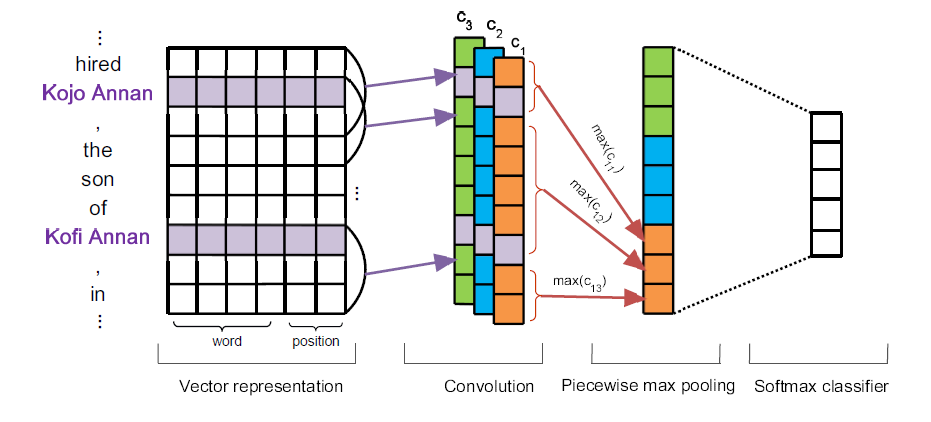 ⋮
hired
Kojo Annan
,
the
son
of
Kofi Annan
,
in
⋮
word
position
⋮
c3
c2
c1
max(c11)
max(c12)
max(c13)
Vector representation
Convolution
Piecewise max pooling
Softmax classifier